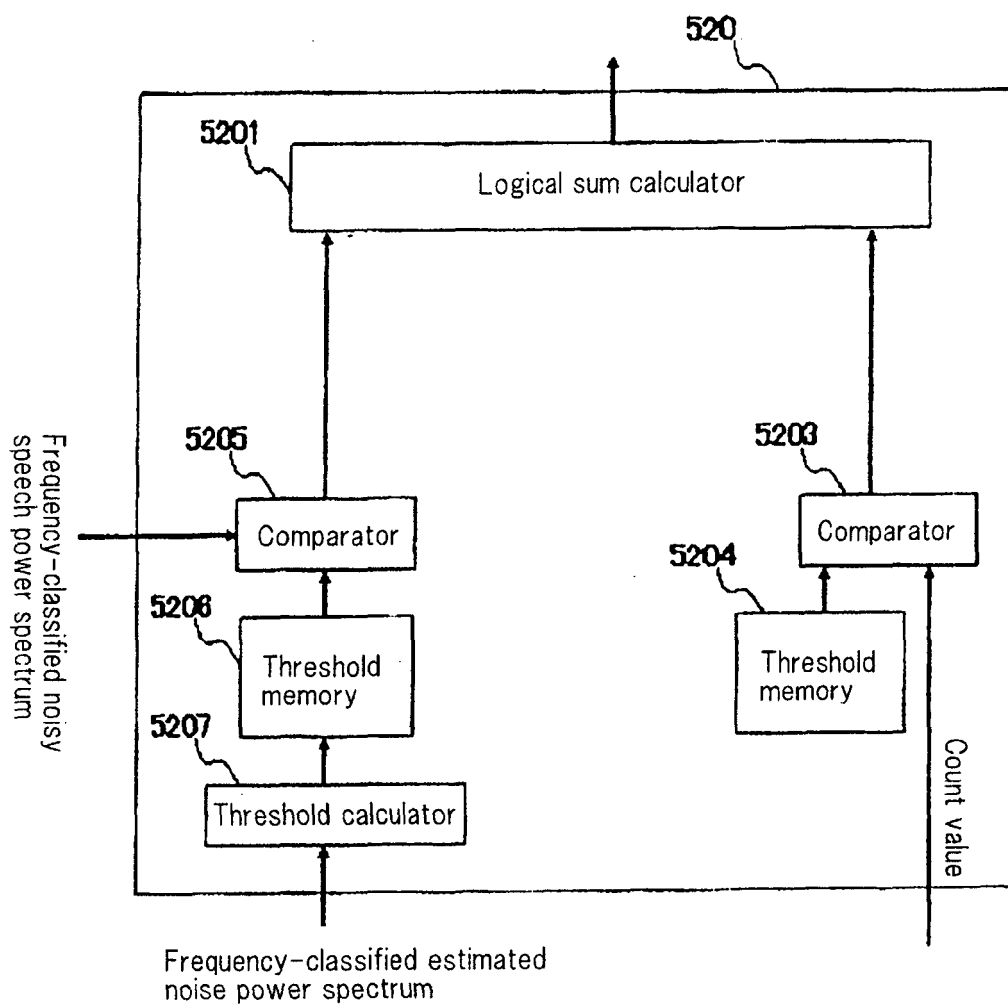 520
5201
Logical sum calculator
5205
5203
Comparator
Comparator
Frequency-classified noisy
speech power spectrum
5206
5204
Threshold
memory
Threshold
memory
5207
Threshold calculator
Count value
Frequency-classified estimated
noise power spectrum